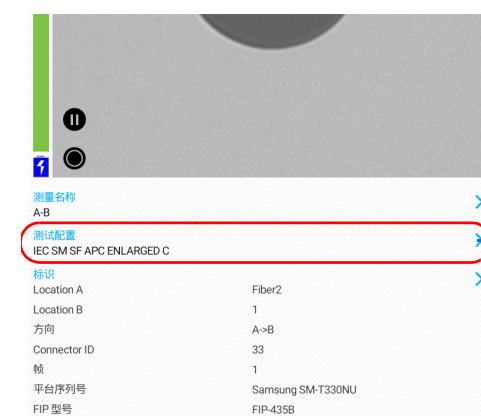 测量名称
A-B
测试配置
IEC SM SF APC ENLARGED C
标识
Location A Fiber2
Location B 1
方向 A->B
Connector ID 33
帧 1
平台序列号 Samsung SM-T330NU
FIP 型号 FIP-435B